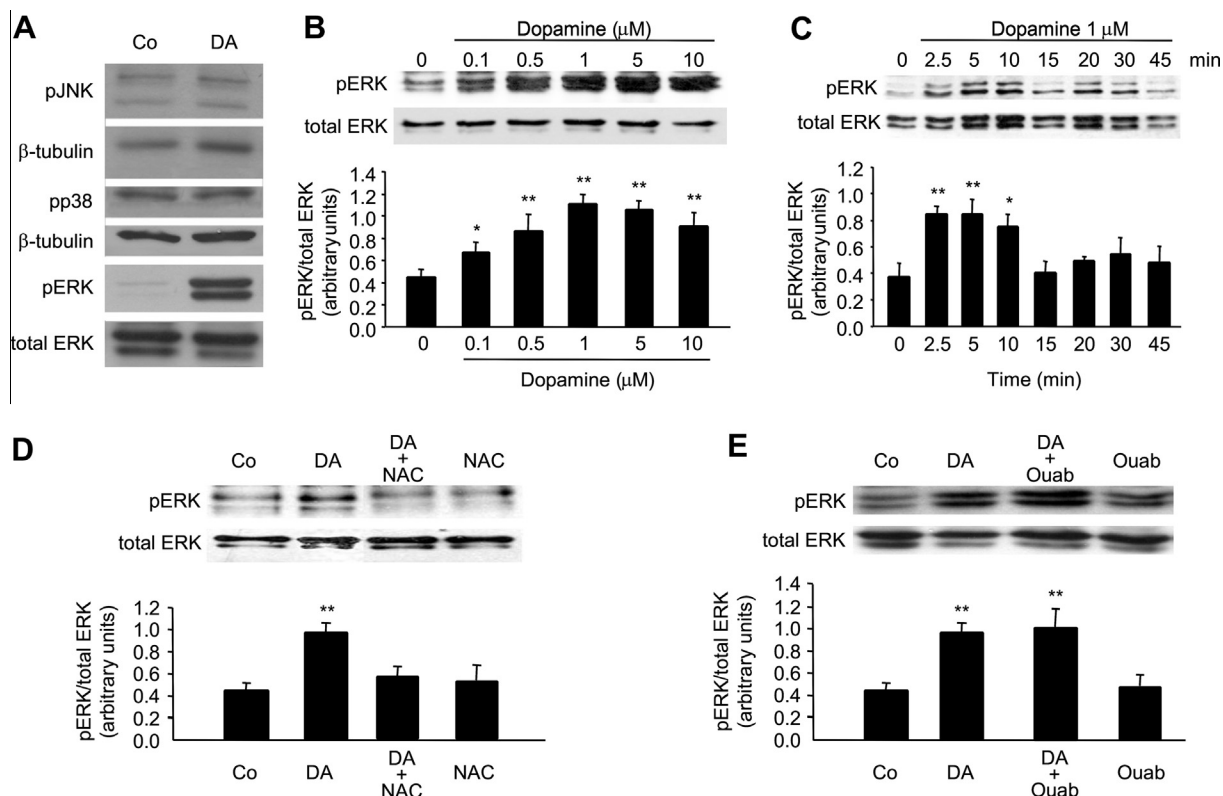 A
Co DA
pJNK
β-tubulin
pp38
β-tubulin
pERK
total ERK
B
Dopamine (μM)
0 0.1 0.5 1 5 10
pERK
total ERK
pERK/total ERK
(arbitrary units)
1.4
1.2
1.0
0.8
0.6
0.4
0.2
0.0
* ** ** ** **
0 0.1 0.5 1 5 10
Dopamine (μM)
C
Dopamine 1 μM
0 2.5 5 10 15 20 30 45 min
pERK
total ERK
pERK/total ERK
(arbitrary units)
1.2
1.0
0.8
0.6
0.4
0.2
0.0
** ** *
0 2.5 5 10 15 20 30 45
Time (min)
D
Co DA DA + NAC NAC
pERK
total ERK
pERK/total ERK
(arbitrary units)
1.2
1.0
0.8
0.6
0.4
0.2
0.0
**
Co DA DA + NAC NAC
E
Co DA DA + Ouab Ouab
pERK
total ERK
pERK/total ERK
(arbitrary units)
1.4
1.2
1.0
0.8
0.6
0.4
0.2
0.0
** **
Co DA DA + Ouab Ouab